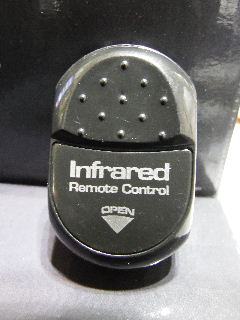 Infrared
Remote Control
OPEN